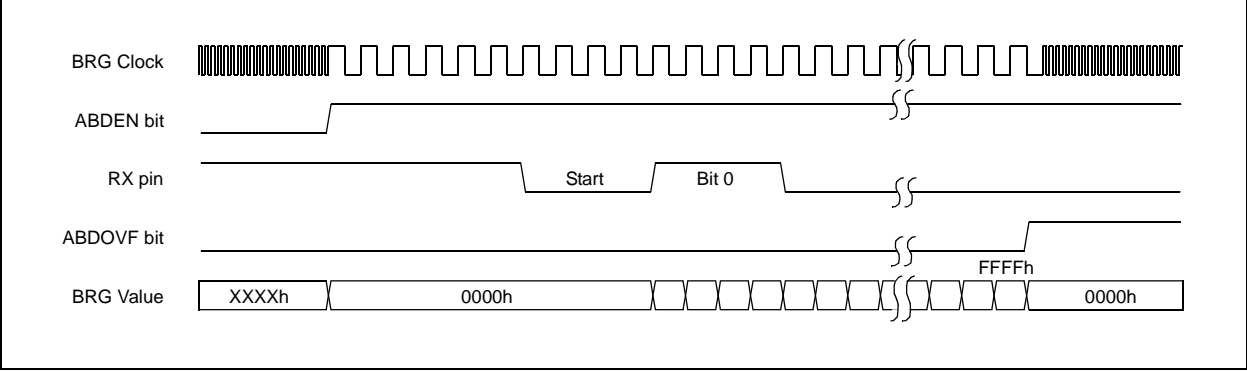 BRG Clock
ABDEN bit
RX pin Start Bit 0
ABDOVF bit
FFFFh
BRG Value XXXXh 0000h 0000h